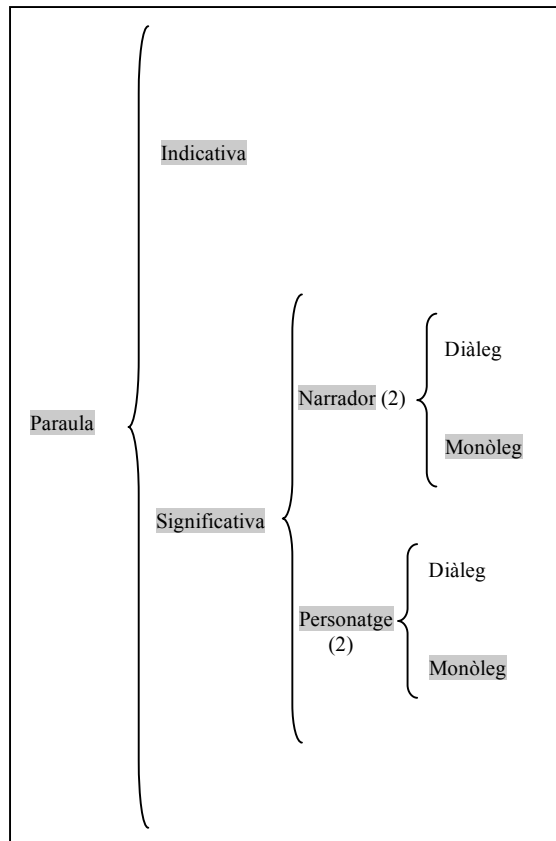 Indicativa
Diàleg
Narrador (2)
Paraula
Monòleg
Significativa
Diàleg
Personatge
(2)
Monòleg